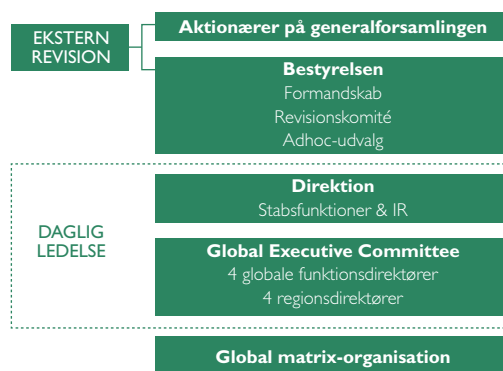 EKSTERN
REVISION
Aktionærer på generalforsamlingen
Bestyrelsen
Formandskab
Revisionskomité
Adhoc-udvalg
DAGLIG
LEDELSE
Direktion
Stabsfunktioner & IR
Global Executive Committee
4 globale funktionsdirektører
4 regionsdirektører
Global matrix-organisation